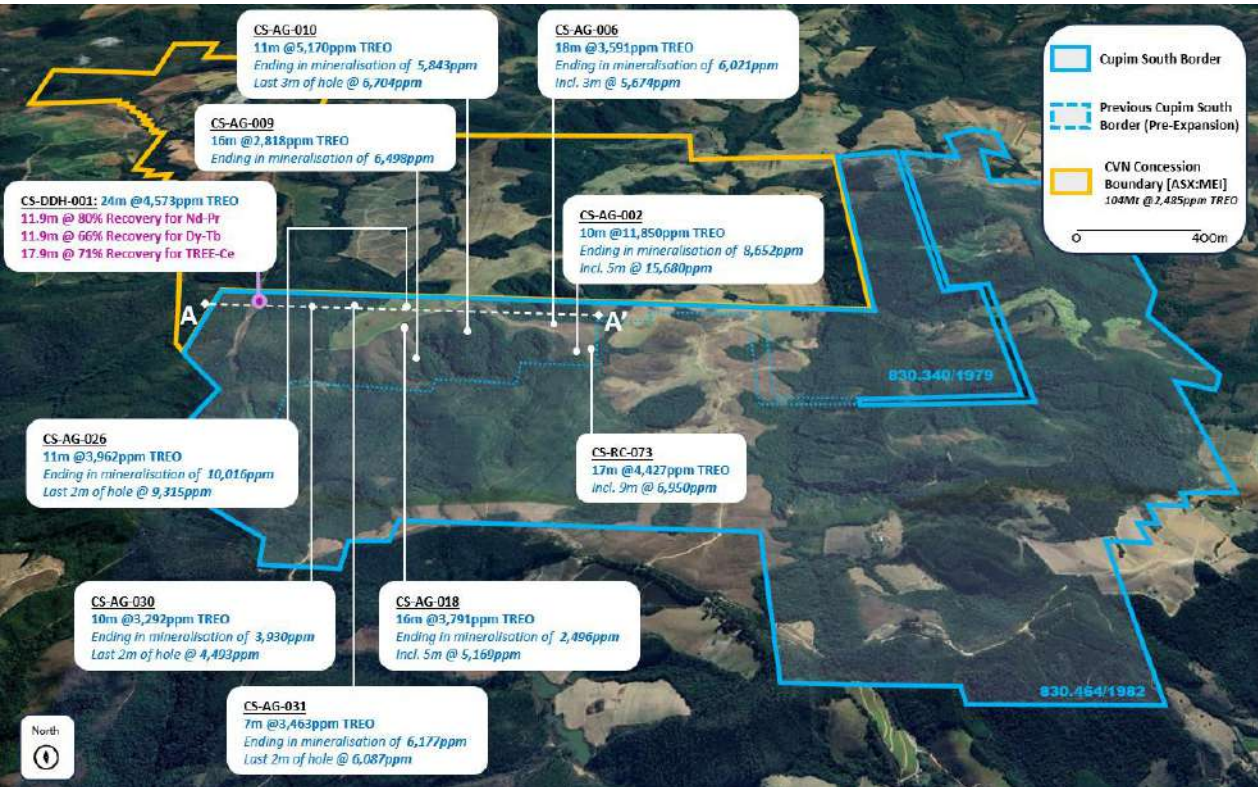 CS-AG-010
11m @5,170ppm TREO
Ending in mineralisation of 5,843ppm
Last 3m of hole @ 6,704ppm
CS-AG-006
18m @3,591ppm TREO
Ending in mineralisation of 6,021ppm
Incl. 3m @ 5,674ppm
Cupim South Border
Previous Cupim South
Border (Pre-Expansion)
CVN Concession
Boundary [ASX:MEI]
104Mt @2,485ppm TREO
0 400m
CS-AG-009
16m @2,818ppm TREO
Ending in mineralisation of 6,498ppm
CS-DDH-001: 24m @4,573ppm TREO
11.9m @ 80% Recovery for Nd-Pr
11.9m @ 66% Recovery for Dy-Tb
17.9m @ 71% Recovery for TREE-Ce
CS-AG-002
10m @11,850ppm TREO
Ending in mineralisation of 8,652ppm
Incl. 5m @ 15,680ppm
A
A'
830.340/1979
CS-AG-026
11m @3,962ppm TREO
Ending in mineralisation of 10,016ppm
Last 2m of hole @ 9,315ppm
CS-RC-073
17m @4,427ppm TREO
Incl. 9m @ 6,950ppm
CS-AG-030
10m @3,292ppm TREO
Ending in mineralisation of 3,930ppm
Last 2m of hole @ 4,493ppm
CS-AG-018
16m @3,791ppm TREO
Ending in mineralisation of 2,496ppm
Incl. 5m @ 5,169ppm
830.464/1982
CS-AG-031
7m @3,463ppm TREO
Ending in mineralisation of 6,177ppm
Last 2m of hole @ 6,087ppm
North